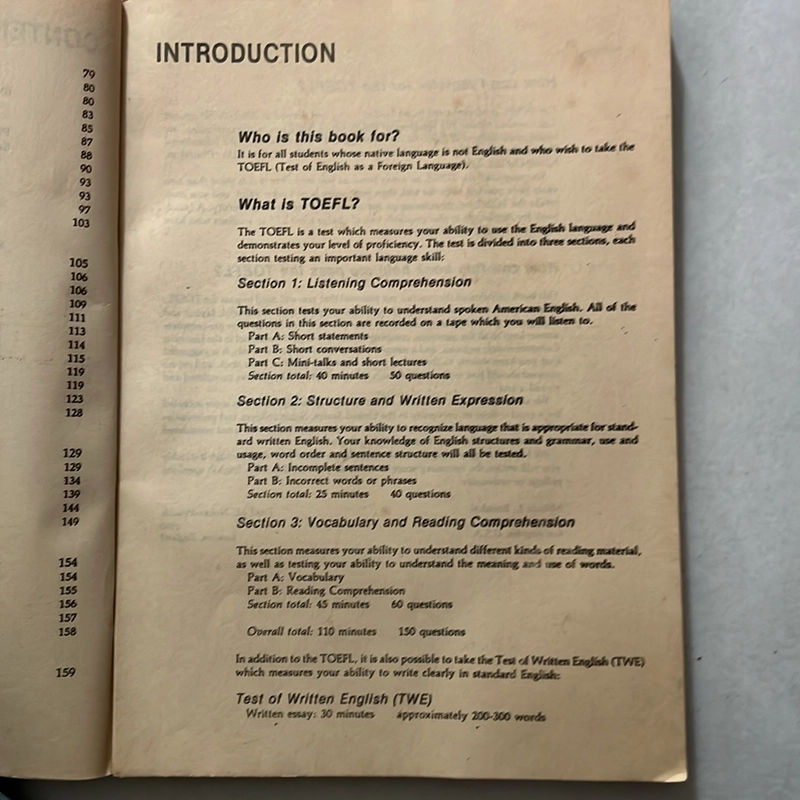 79
80
80
83
85
87
88
90
93
93
97
103
105
106
106
109
111
113
114
115
119
119
123
128
129
129
134
139
144
149
154
154
155
156
157
158
159
INTRODUCTION
Who is this book for?
It is for all students whose native language is not English and who wish to take the
TOEFL (Test of English as a Foreign Language).
What is TOEFL?
The TOEFL is a test which measures your ability to use the English language and
demonstrates your level of proficiency. The test is divided into three sections, each
section testing an important language skill:
Section 1: Listening Comprehension
This section tests your ability to understand spoken American English. All of the
questions in this section are recorded on a tape which you will listen to.
Part A: Short statements
Part B: Short conversations
Part C: Mini-talks and short lectures
Section total: 40 minutes 50 questions
Section 2: Structure and Written Expression
This section measures your ability to recognize language that is appropriate for stand-
ard written English. Your knowledge of English structures and grammar, use and
usage, word order and sentence structure will all be tested.
Part A: Incomplete sentences
Part B: Incorrect words or phrases
Section total: 25 minutes 40 questions
Section 3: Vocabulary and Reading Comprehension
This section measures your ability to understand different kinds of reading material,
as well as testing your ability to understand the meaning and use of words.
Part A: Vocabulary
Part B: Reading Comprehension
Section total: 45 minutes 60 questions
Overall total: 110 minutes 150 questions
In addition to the TOEFL, it is also possible to take the Test of Written English (TWE)
which measures your ability to write clearly in standard English:
Test of Written English (TWE)
Written essay: 30 minutes approximately 200-300 words